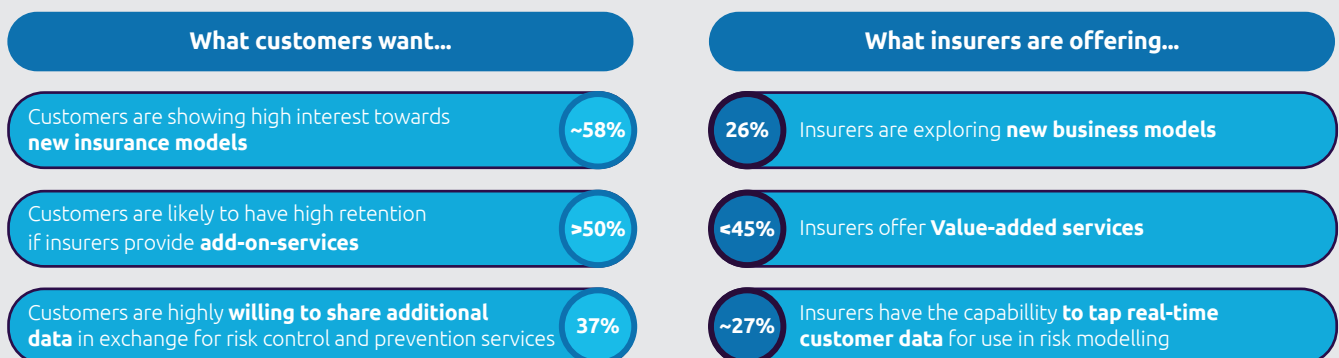 What customers want...
Customers are showing high interest towards
new insurance models
~58%
Customers are likely to have high retention
if insurers provide add-on-services
>50%
Customers are highly willing to share additional
data in exchange for risk control and prevention services
37%
What insurers are offering...
26%
Insurers are exploring new business models
<45%
Insurers offer Value-added services
~27%
Insurers have the capabillity to tap real-time
customer data for use in risk modelling